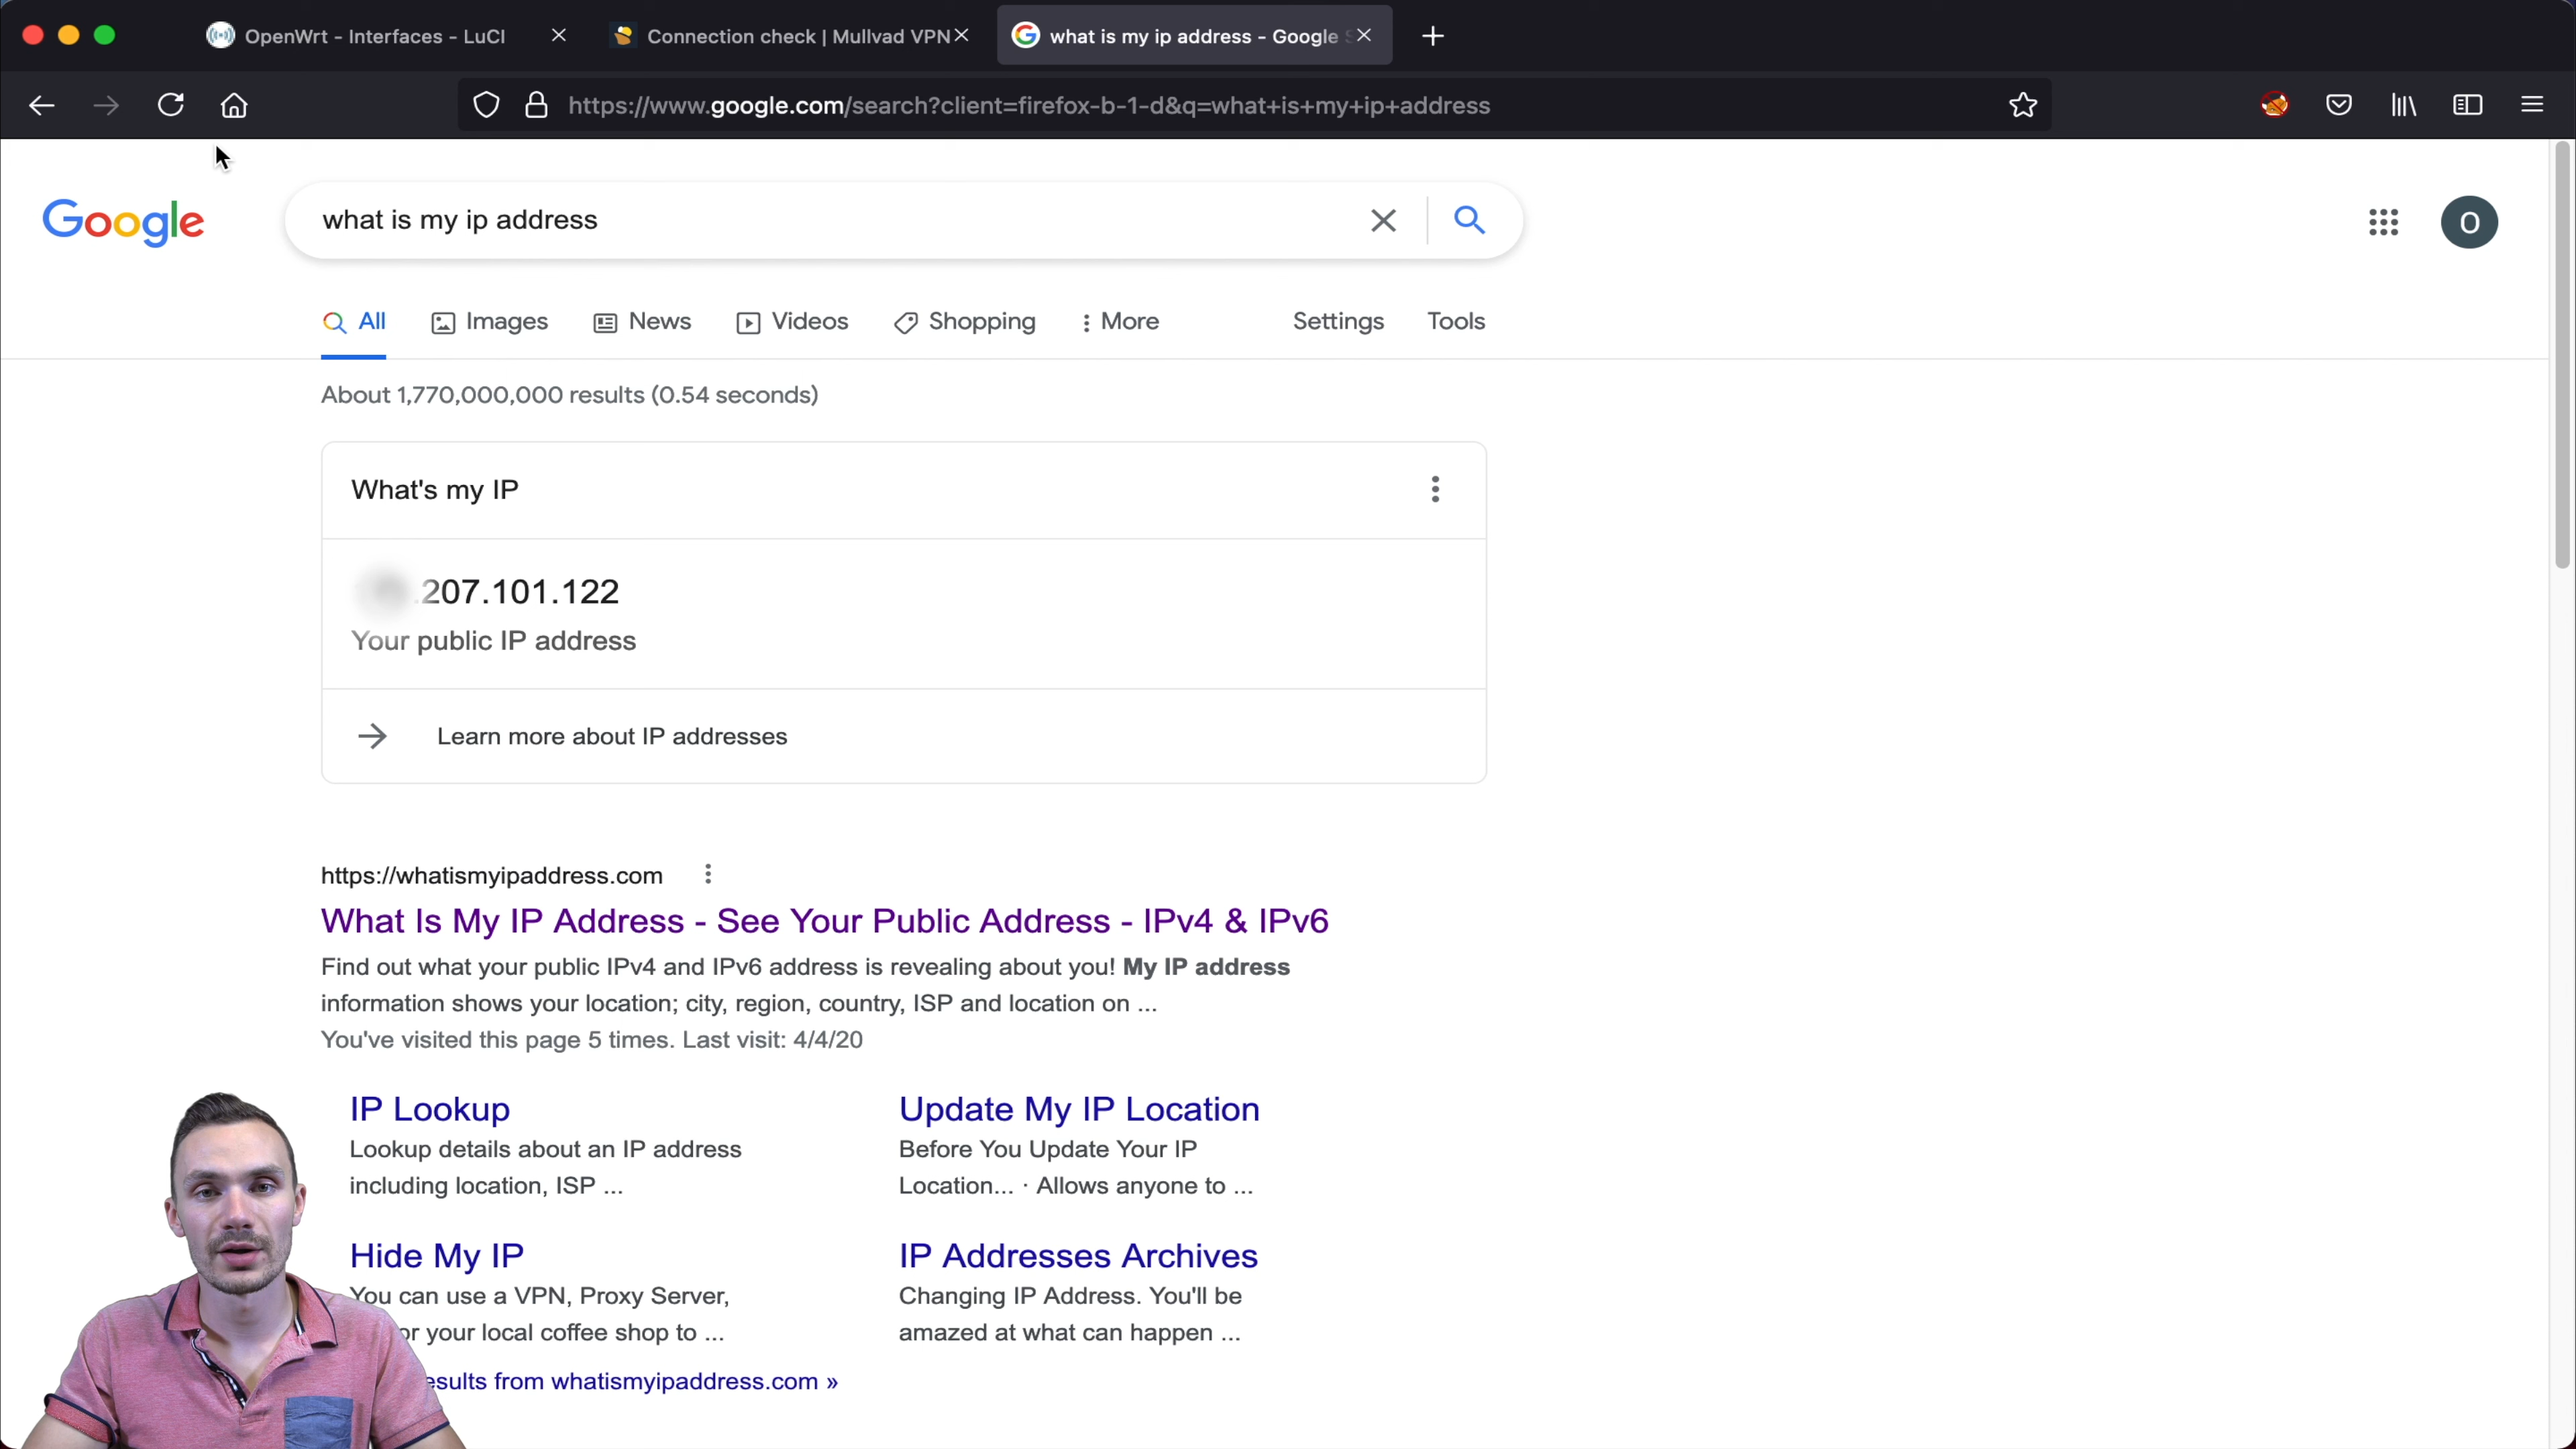 OpenWrt - Interfaces - LuCI
Connection check | Mullvad VPN
what is my ip address - Google
https://www.google.com/search?client=firefox-b-1-d&q=what+is+my+ip+address
Google
what is my ip address
O
All Images News Videos Shopping More Settings Tools
About 1,770,000,000 results (0.54 seconds)
What's my IP
.207.101.122
Your public IP address
Learn more about IP addresses
https://whatismyipaddress.com
What Is My IP Address - See Your Public Address - IPv4 & IPv6
Find out what your public IPv4 and IPv6 address is revealing about you! My IP address
information shows your location; city, region, country, ISP and location on ...
You've visited this page 5 times. Last visit: 4/4/20
IP Lookup
Lookup details about an IP address
including location, ISP ...
Update My IP Location
Before You Update Your IP
Location... · Allows anyone to ...
Hide My IP
You can use a VPN, Proxy Server,
or your local coffee shop to ...
IP Addresses Archives
Changing IP Address. You'll be
amazed at what can happen ...
esults from whatismyipaddress.com »